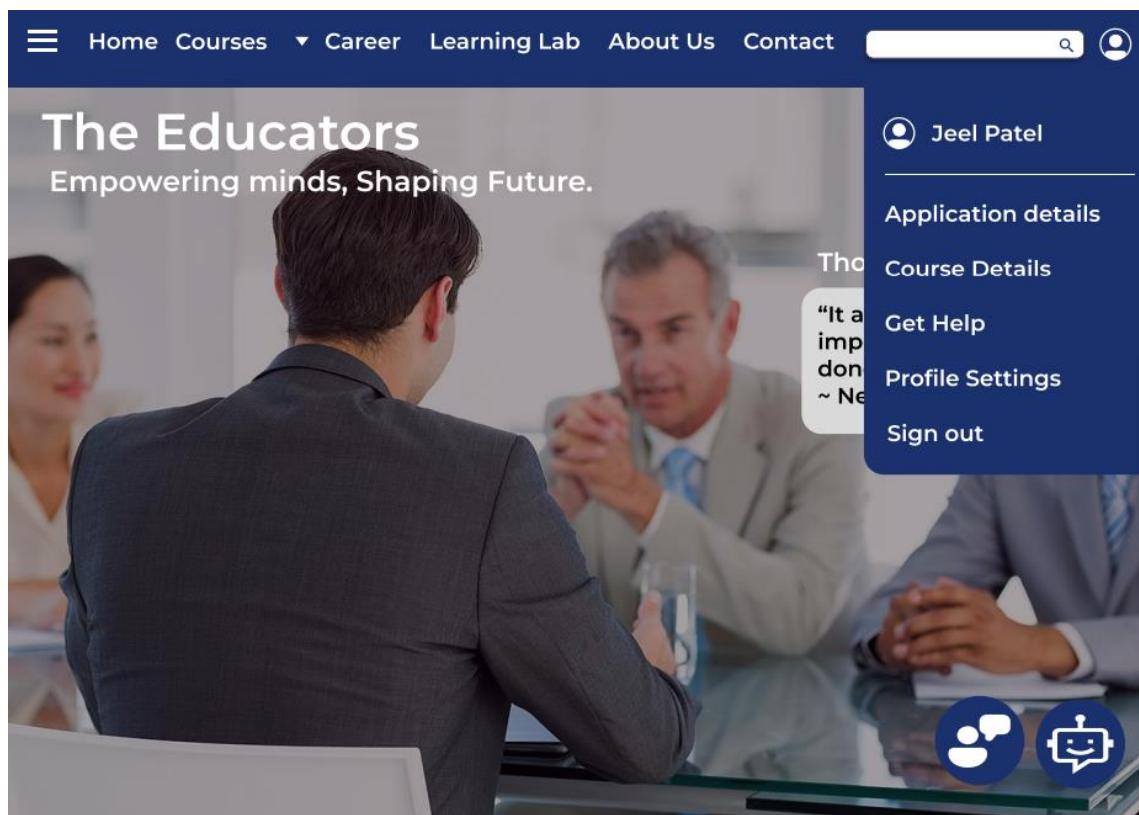 Home Courses ▼ Career Learning Lab About Us Contact
The Educators
Empowering minds, Shaping Future.
Jeel Patel
Application details
Course Details
Get Help
Profile Settings
Sign out
“It a
~